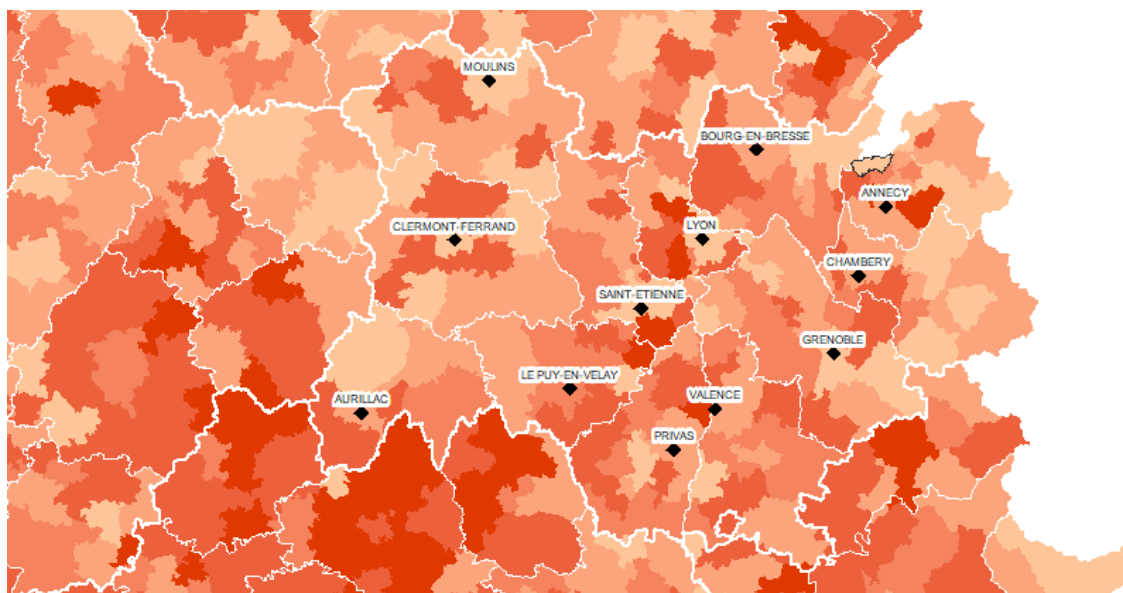 MOULINS
BOURG-EN-BRESSE
ANNECY
CLERMONT-FERRAND
LYON
CHAMBERY
SAINT-ETIENNE
GRENOBLE
LE PUY-EN-VELAY
AURILLAC
VALENCE
PRIVAS